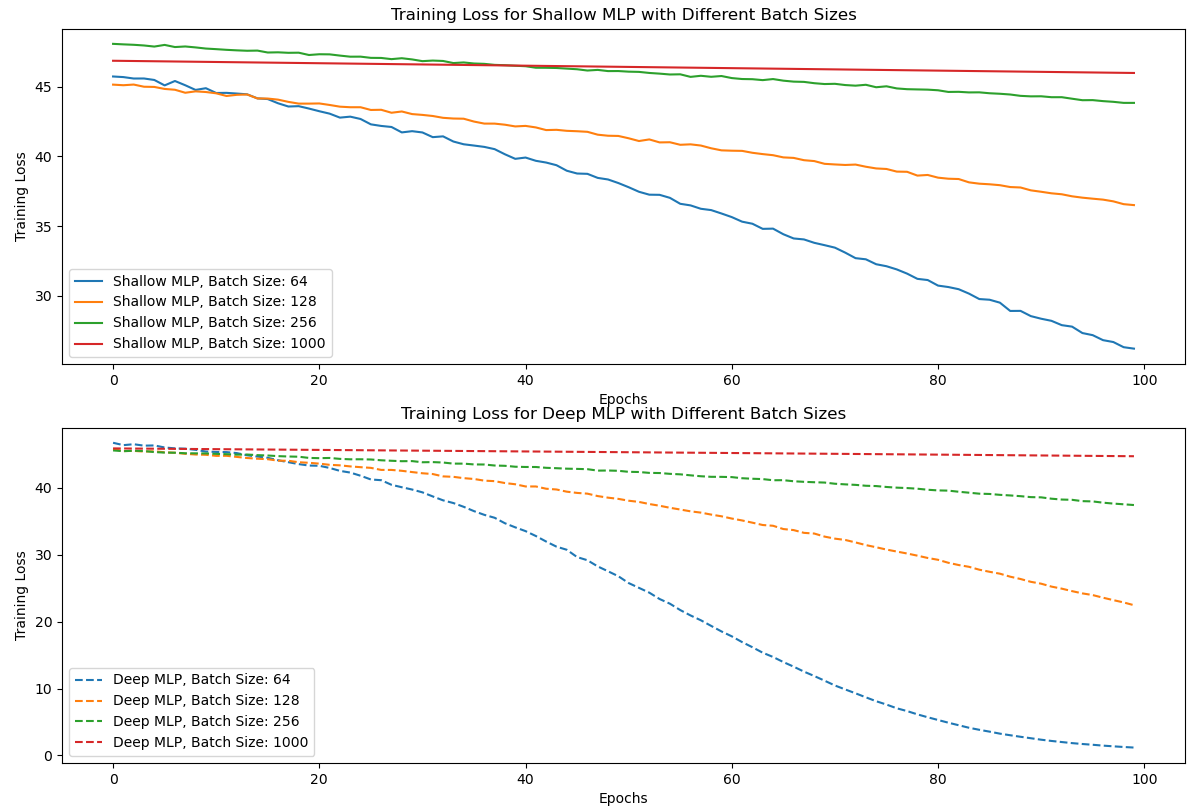 Training Loss for Shallow MLP with Different Batch Sizes
Training Loss
45
40
35
30
Shallow MLP, Batch Size: 64
Shallow MLP, Batch Size: 128
Shallow MLP, Batch Size: 256
Shallow MLP, Batch Size: 1000
0 20 40 60 80 100
Epochs
Training Loss for Deep MLP with Different Batch Sizes
Training Loss
40
30
20
10
0
Deep MLP, Batch Size: 64
Deep MLP, Batch Size: 128
Deep MLP, Batch Size: 256
Deep MLP, Batch Size: 1000
0 20 40 60 80 100
Epochs